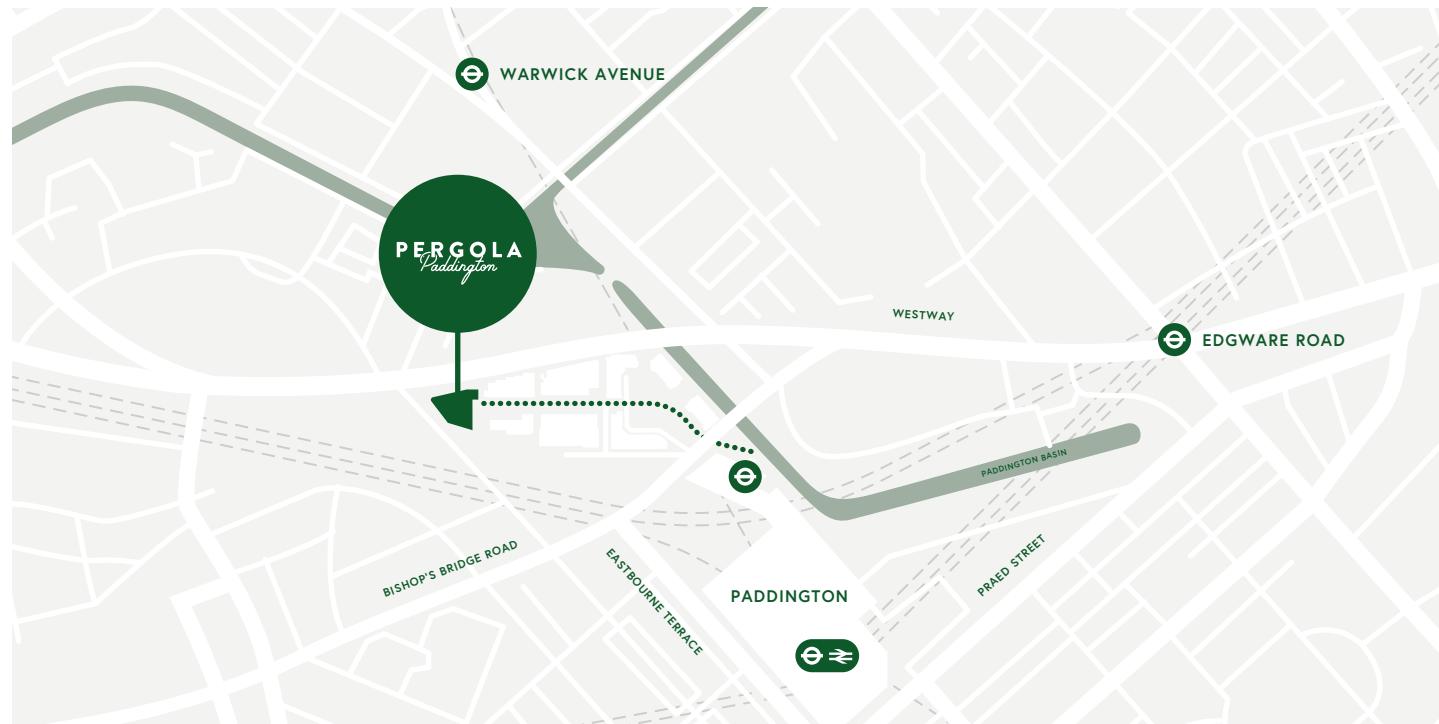 WARWICK AVENUE
PERGOLA
Paddington
WESTWAY
EDGWARE ROAD
PADDINGTON BASIN
BISHOP'S BRIDGE ROAD
EASTBOURNE TERRACE
PRAED STREET
PADDINGTON